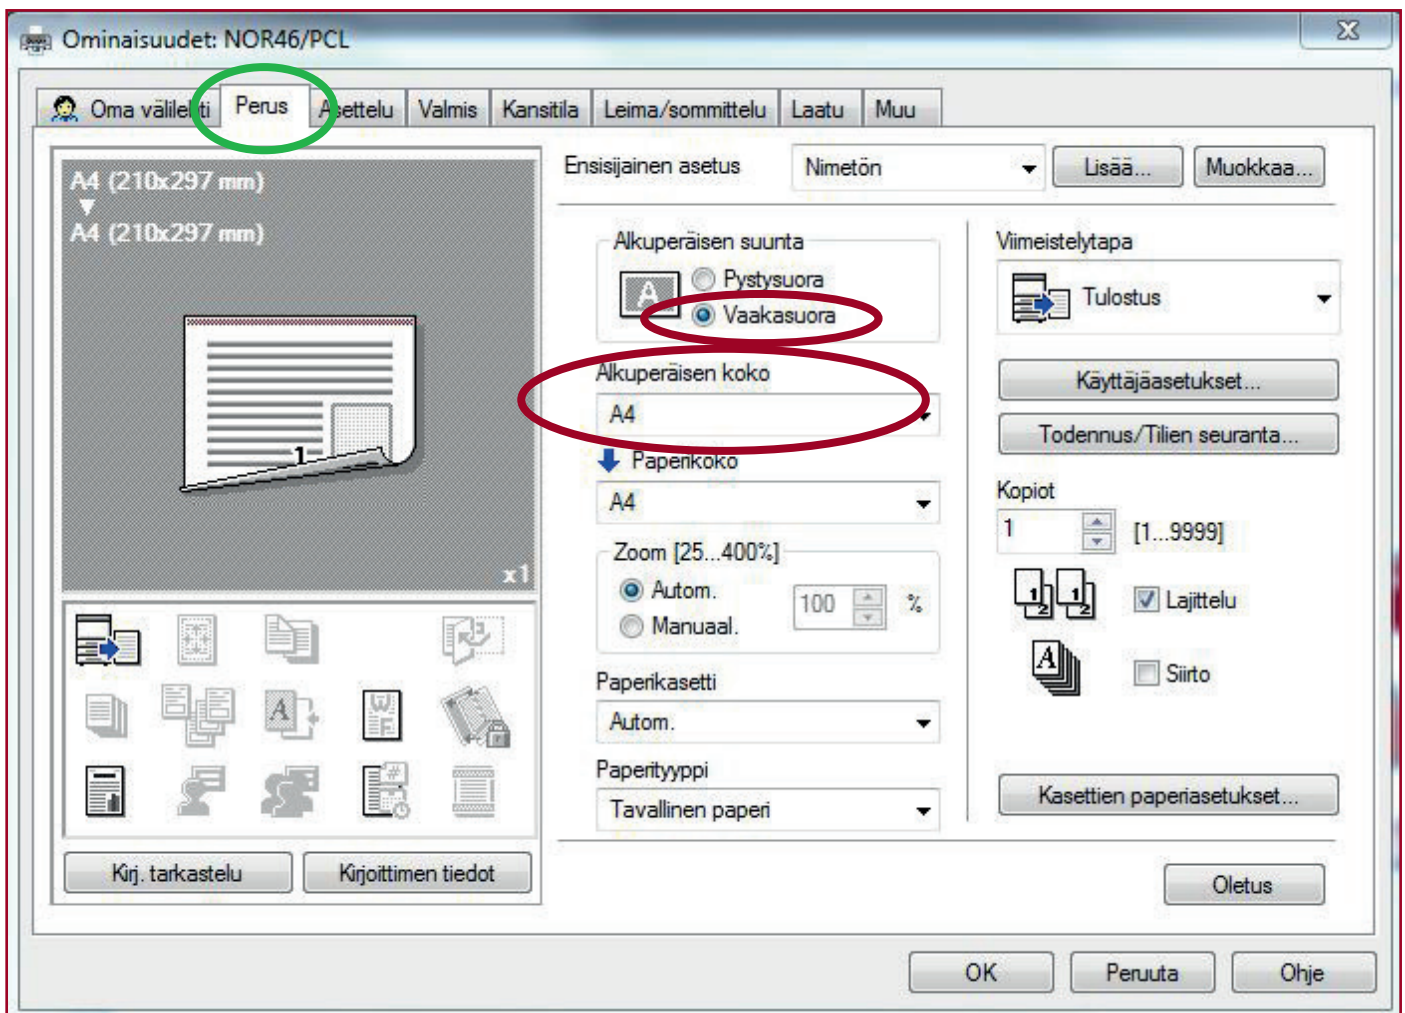 Ominaisuudet: NOR46/PCL
Oma välilehti Perus Asettelu Valmis Kansitila Leima/sommittelu Laatu Muu
A4 (210x297 mm)
A4 (210x297 mm)
1
x1
Kirj. tarkastelu Kirjoittimen tiedot
Ensisijainen asetus Nimetön Lisää... Muokkaa...
Alkuperäisen suunta
A
Pystysuora
Vaakasuora
Alkuperäisen koko
A4
Paperikoko
A4
Zoom [25...400%]
Autom.
Manuaal.
100 %
Paperikasetti
Autom.
Paperityyppi
Tavallinen paperi
Viimeistelytapa
Tulostus
Käyttäjäasetukset...
Todennus/Tilien seuranta...
Kopiot
1 [1...9999]
Lajittelu
Siirto
Kasettien paperiasetukset...
Oletus
OK Peruuta Ohje